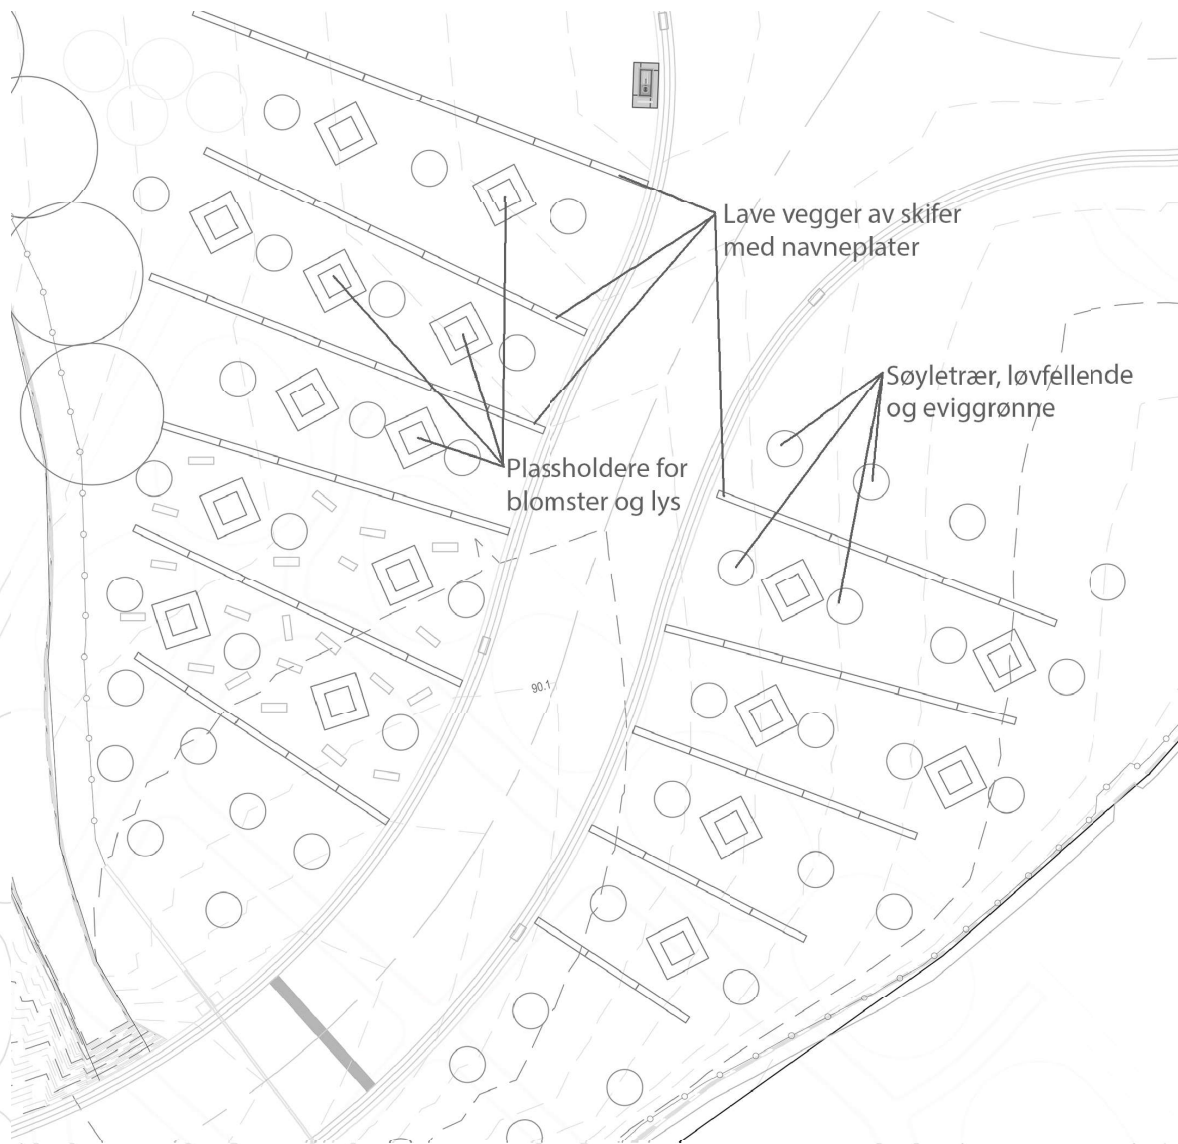 Lave vegger av skifer
med navneplater
Søyletrær, løvfellende
og eviggrønne
Plassholdere for
blomster og lys
90.1